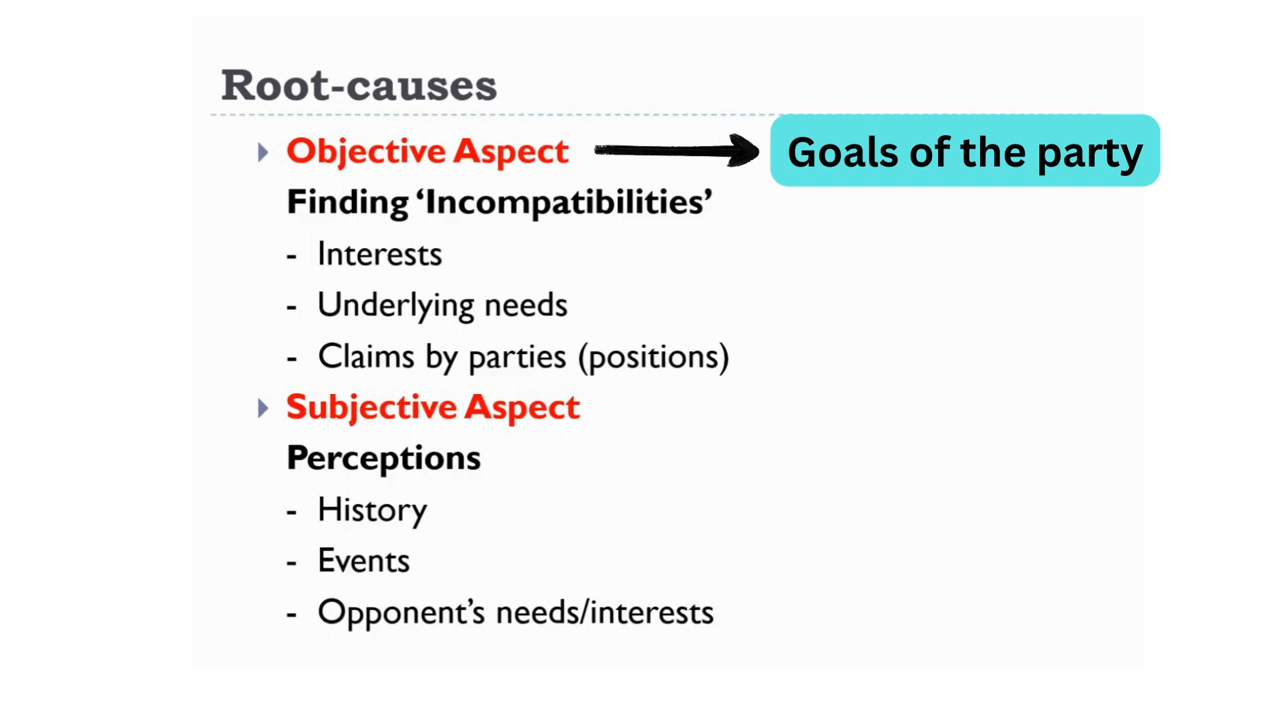 Root-causes
Objective Aspect
Goals of the party
Finding ‘Incompatibilities’
- Interests
- Underlying needs
- Claims by parties (positions)
Subjective Aspect
Perceptions
- History
- Events
- Opponent’s needs/interests